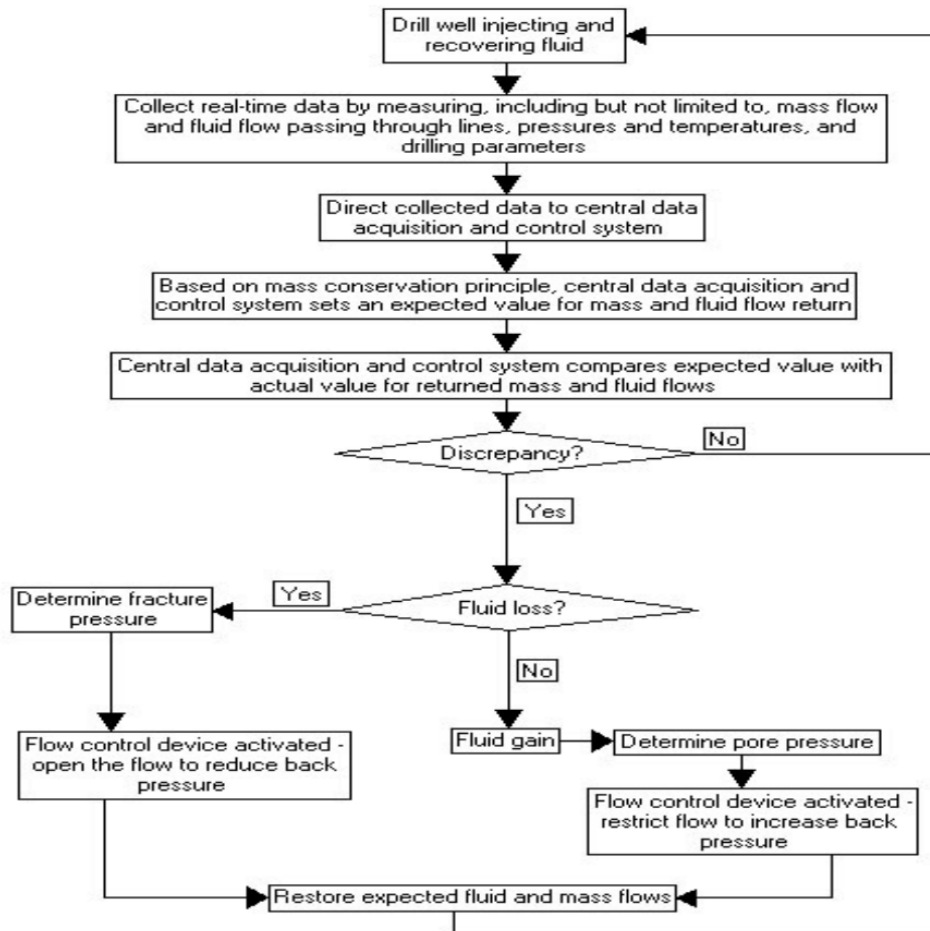 Drill well injecting and
recovering fluid
Collect real-time data by measuring, including but not limited to, mass flow
and fluid flow passing through lines, pressures and temperatures, and
drilling parameters
Direct collected data to central data
acquisition and control system
Based on mass conservation principle, central data acquisition and
control system sets an expected value for mass and fluid flow return
Central data acquisition and control system compares expected value with
actual value for returned mass and fluid flows
Discrepancy?
No
Yes
Fluid loss?
Yes
Determine fracture
pressure
No
Fluid gain
Determine pore pressure
Flow control device activated -
open the flow to reduce back
pressure
Flow control device activated -
restrict flow to increase back
pressure
Restore expected fluid and mass flows